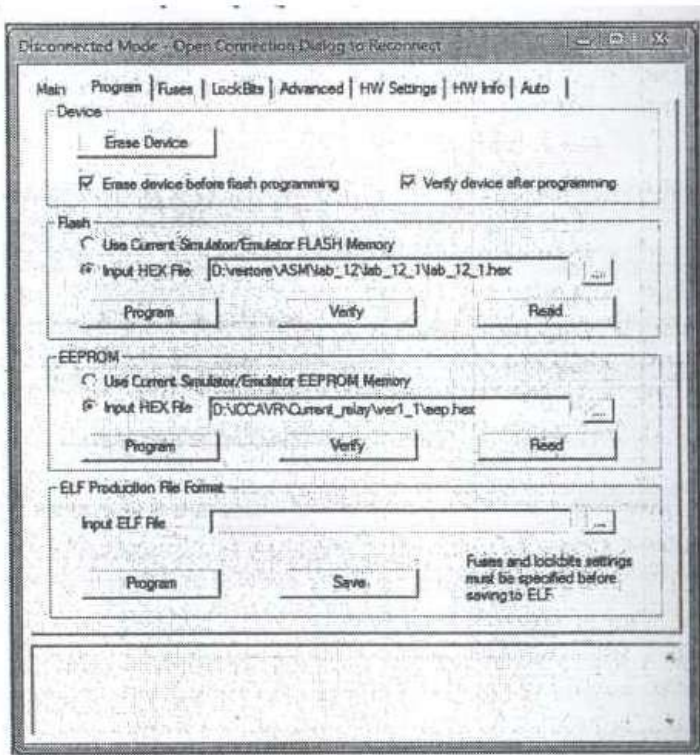 Disconnected Mode - Open Connection Dialog to Reconnect
Main Program Fuses LockBits Advanced HW Settings HW Info Auto
Device
Erase Device
Erase device before flash programming Verify device after programming
Flash
Use Current Simulator/Emulator FLASH Memory
Input HEX File D:\restore\ASM\lab_12\lab_12_1\lab_12_1.hex ...
Program Verify Read
EEPROM
Use Current Simulator/Emulator EEPROM Memory
Input HEX File D:\ICCAVR\Current_relay\ver1_1\eep.hex ...
Program Verify Read
ELF Production File Format
Input ELF File ...
Fuses and lockbits settings
must be specified before
saving to ELF
Program Save